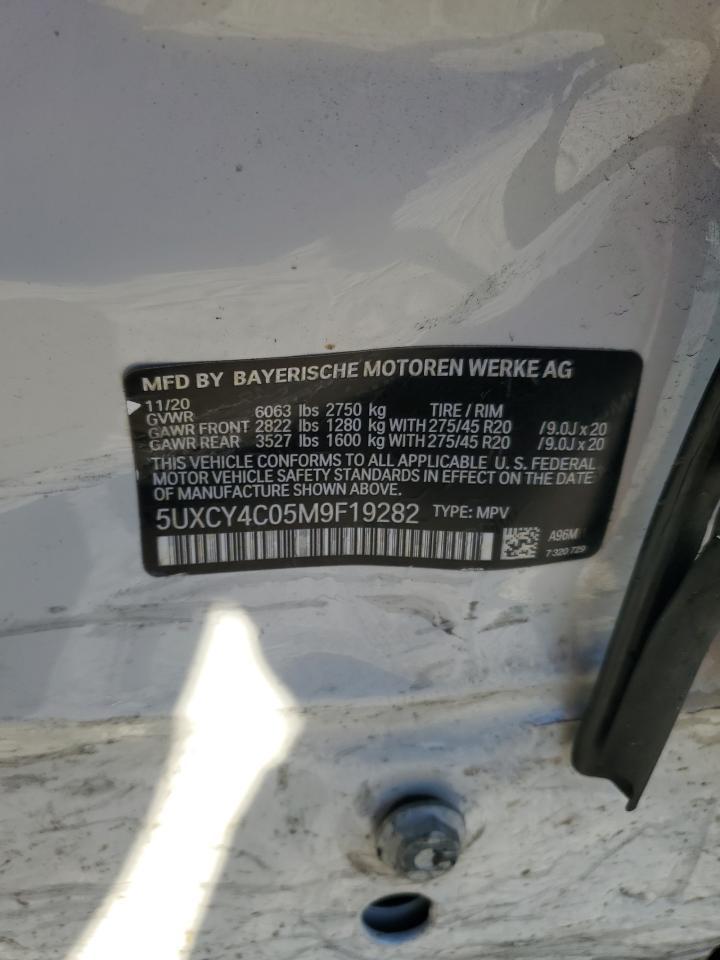 MFD BY BAYERISCHE MOTOREN WERKE AG
11/20
GVWR 6063 lbs 2750 kg TIRE / RIM
GAWR FRONT 2822 lbs 1280 kg WITH 275/45 R20 /9.0J x 20
GAWR REAR 3527 lbs 1600 kg WITH 275/45 R20 /9.0J x 20
THIS VEHICLE CONFORMS TO ALL APPLICABLE U. S. FEDERAL
MOTOR VEHICLE SAFETY STANDARDS IN EFFECT ON THE DATE
OF MANUFACTURE SHOWN ABOVE.
5UXCY4C05M9F19282 TYPE: MPV
A96M
7 320 729